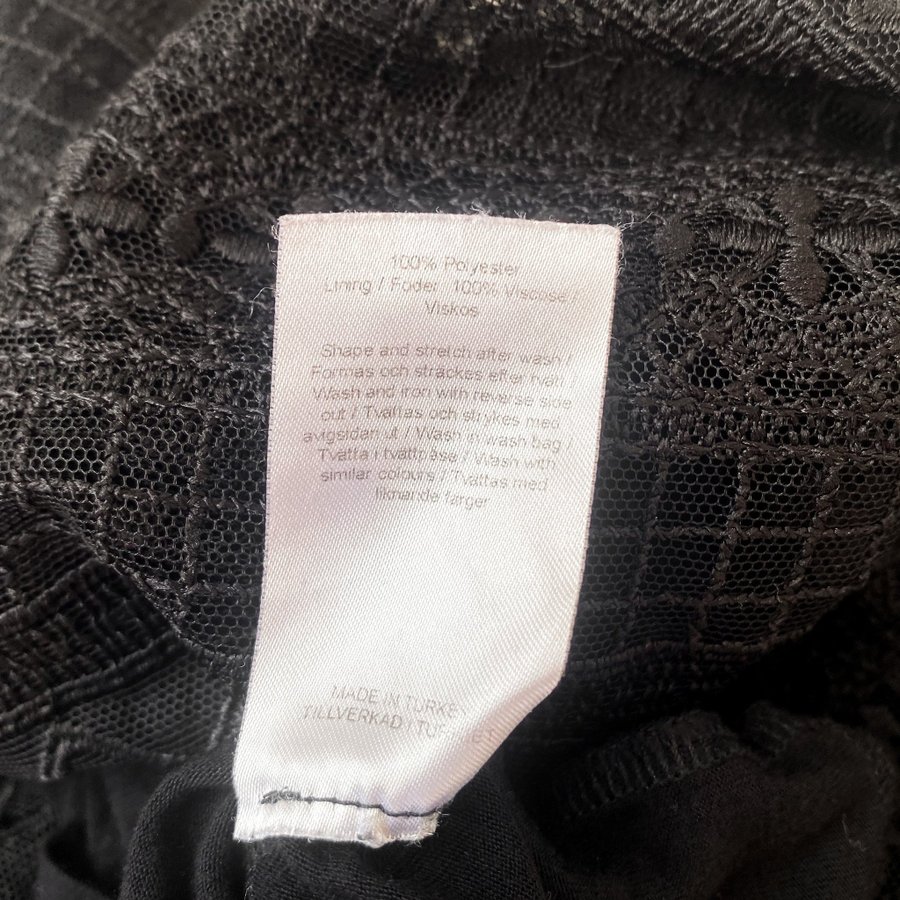 100% Polyester
Lining / Foder 100% Viscose /
Viskos
Shape and stretch after wash /
Formas och sträckes efter tvätt
Wash and iron with reverse side
out / Tvättas och strykes med
avigsidan ut / Wash in wash bag /
Tvätta i tvättpåse / Wash with
similar colours / Tvättas med
liknande färger
MADE IN TURKEY
TILLVERKAD I